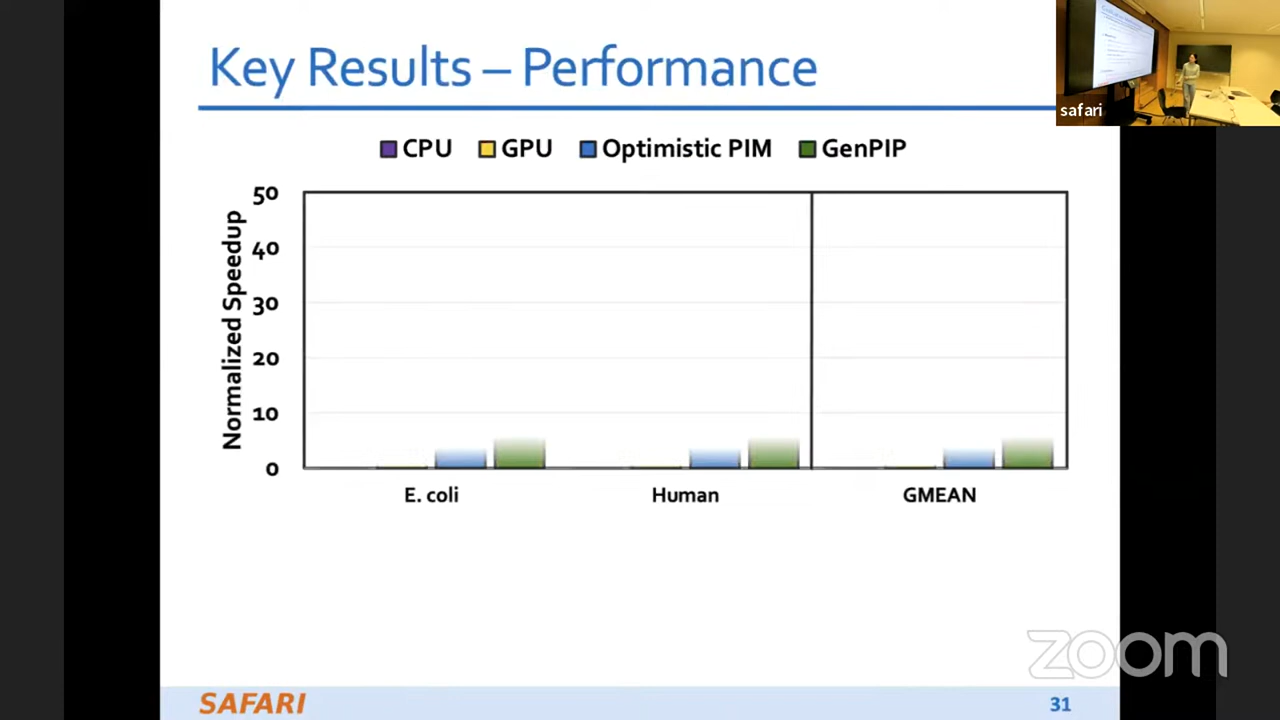 Key Results – Performance
safari
CPU GPU Optimistic PIM GenPIP
Normalized Speedup
50
40
30
20
10
0
E. coli Human GMEAN
zoom
SAFARI
31